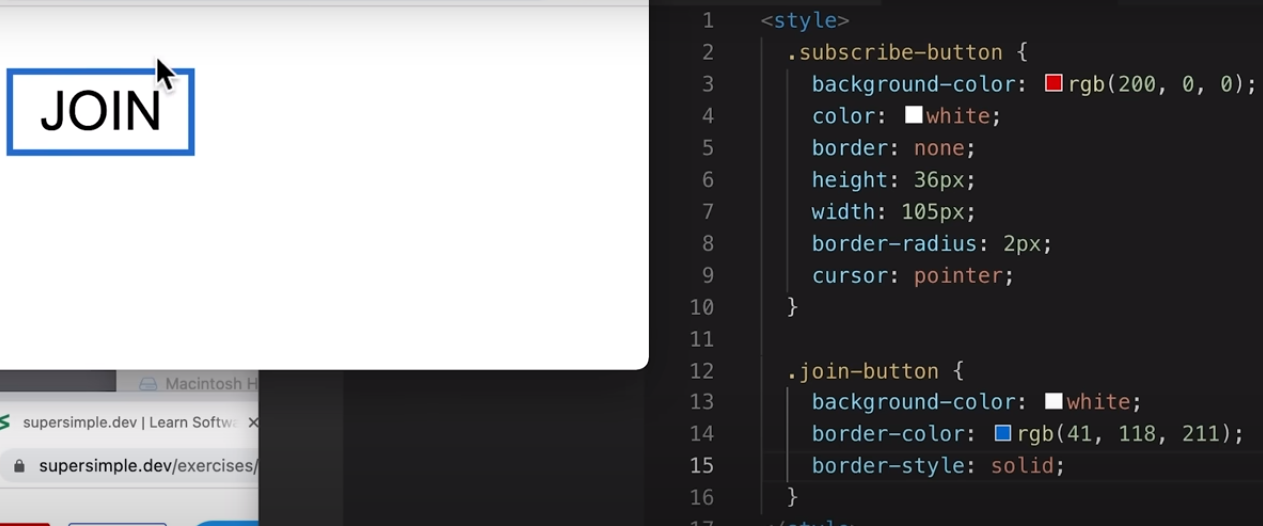 JOIN
Macintosh H
supersimple.dev | Learn Softw
supersimple.dev/exercises/
1 <style>
2 .subscribe-button {
3 background-color: rgb(200, 0, 0);
4 color: white;
5 border: none;
6 height: 36px;
7 width: 105px;
8 border-radius: 2px;
9 cursor: pointer;
10 }
11
12 .join-button {
13 background-color: white;
14 border-color: rgb(41, 118, 211);
15 border-style: solid;
16 }
17 </style>